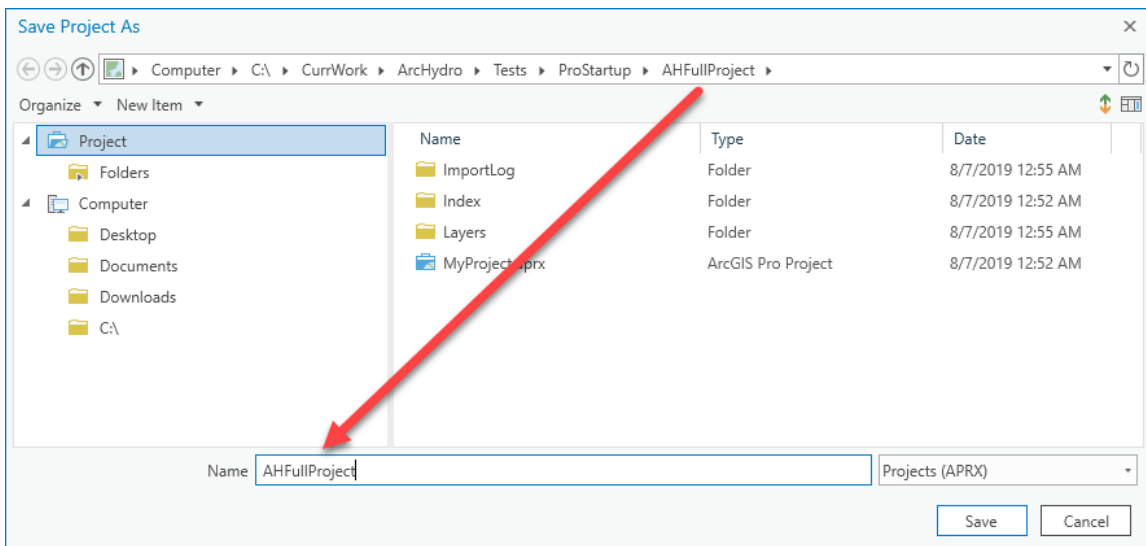 Save Project As
Computer C:\ CurrWork ArcHydro Tests ProStartup AHFullProject
Organize New Item
Project
Folders
Computer
Desktop
Documents
Downloads
C:\
Name Type Date
ImportLog Folder 8/7/2019 12:55 AM
Index Folder 8/7/2019 12:52 AM
Layers Folder 8/7/2019 12:55 AM
MyProject.aprx ArcGIS Pro Project 8/7/2019 12:52 AM
Name AHFullProject Projects (APRX)
Save Cancel